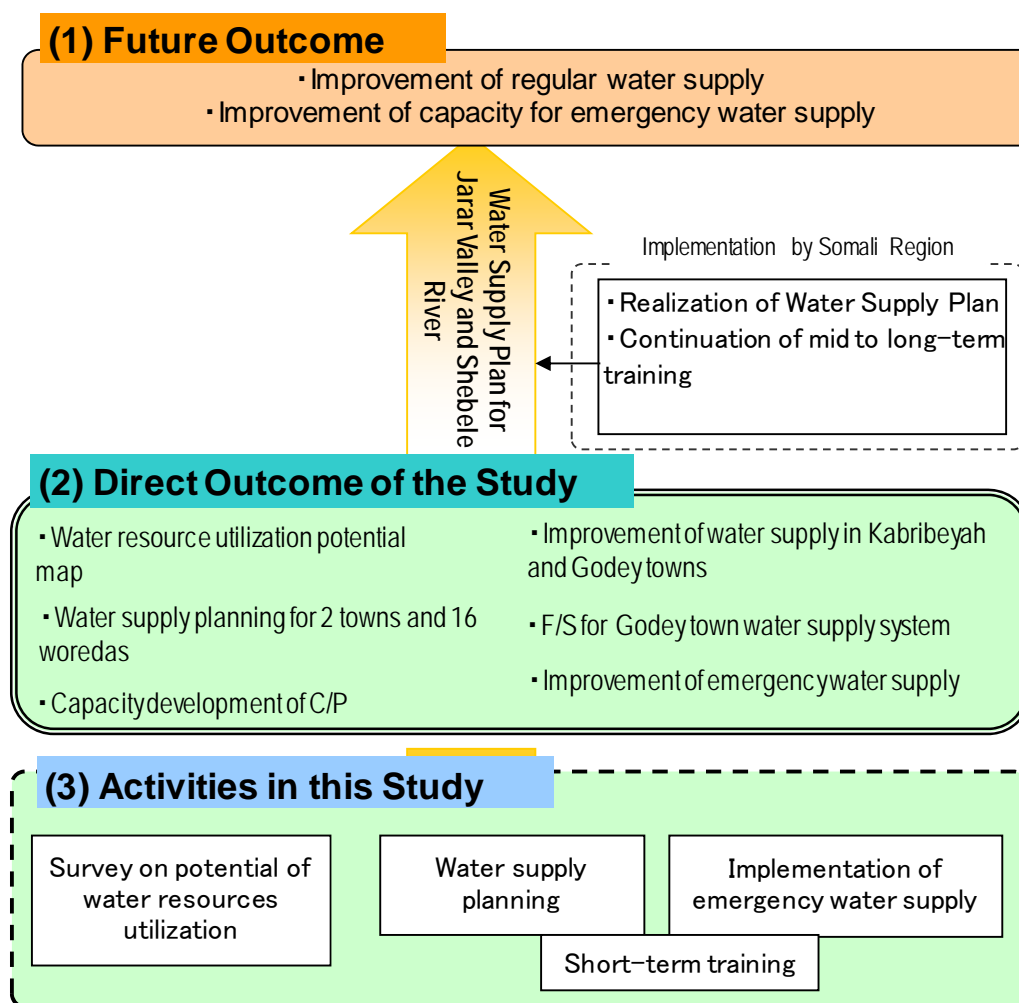 (1) Future Outcome
・Improvement of regular water supply
・Improvement of capacity for emergency water supply
Water Supply Plan for
Jarar Valley and Shebele
River
Implementation by Somali Region
・Realization of Water Supply Plan
・Continuation of mid to long-term
training
(2) Direct Outcome of the Study
・Water resource utilization potential
map
・Water supply planning for 2 towns and 16
woredas
・Capacity development of C/P
・Improvement of water supply in Kabribeyah
and Godey towns
・F/S for Godey town water supply system
・Improvement of emergency water supply
(3) Activities in this Study
Survey on potential of
water resources
utilization
Water supply
planning
Implementation of
emergency water supply
Short-term training